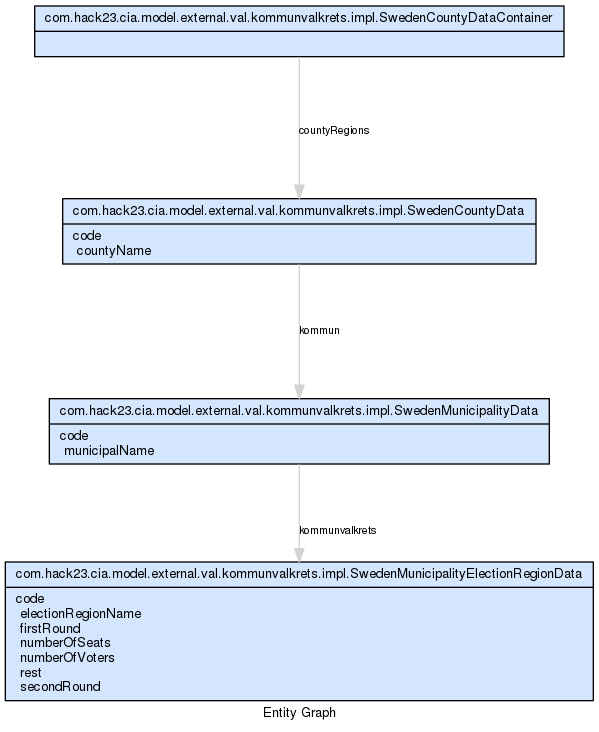 com.hack23.cia.model.external.val.kommunvalkrets.impl.SwedenCountyDataContainer
countyRegions
com.hack23.cia.model.external.val.kommunvalkrets.impl.SwedenCountyData
code
countyName
kommun
com.hack23.cia.model.external.val.kommunvalkrets.impl.SwedenMunicipalityData
code
municipalName
kommunvalkrets
com.hack23.cia.model.external.val.kommunvalkrets.impl.SwedenMunicipalityElectionRegionData
code
electionRegionName
firstRound
numberOfSeats
numberOfVoters
rest
secondRound
Entity Graph